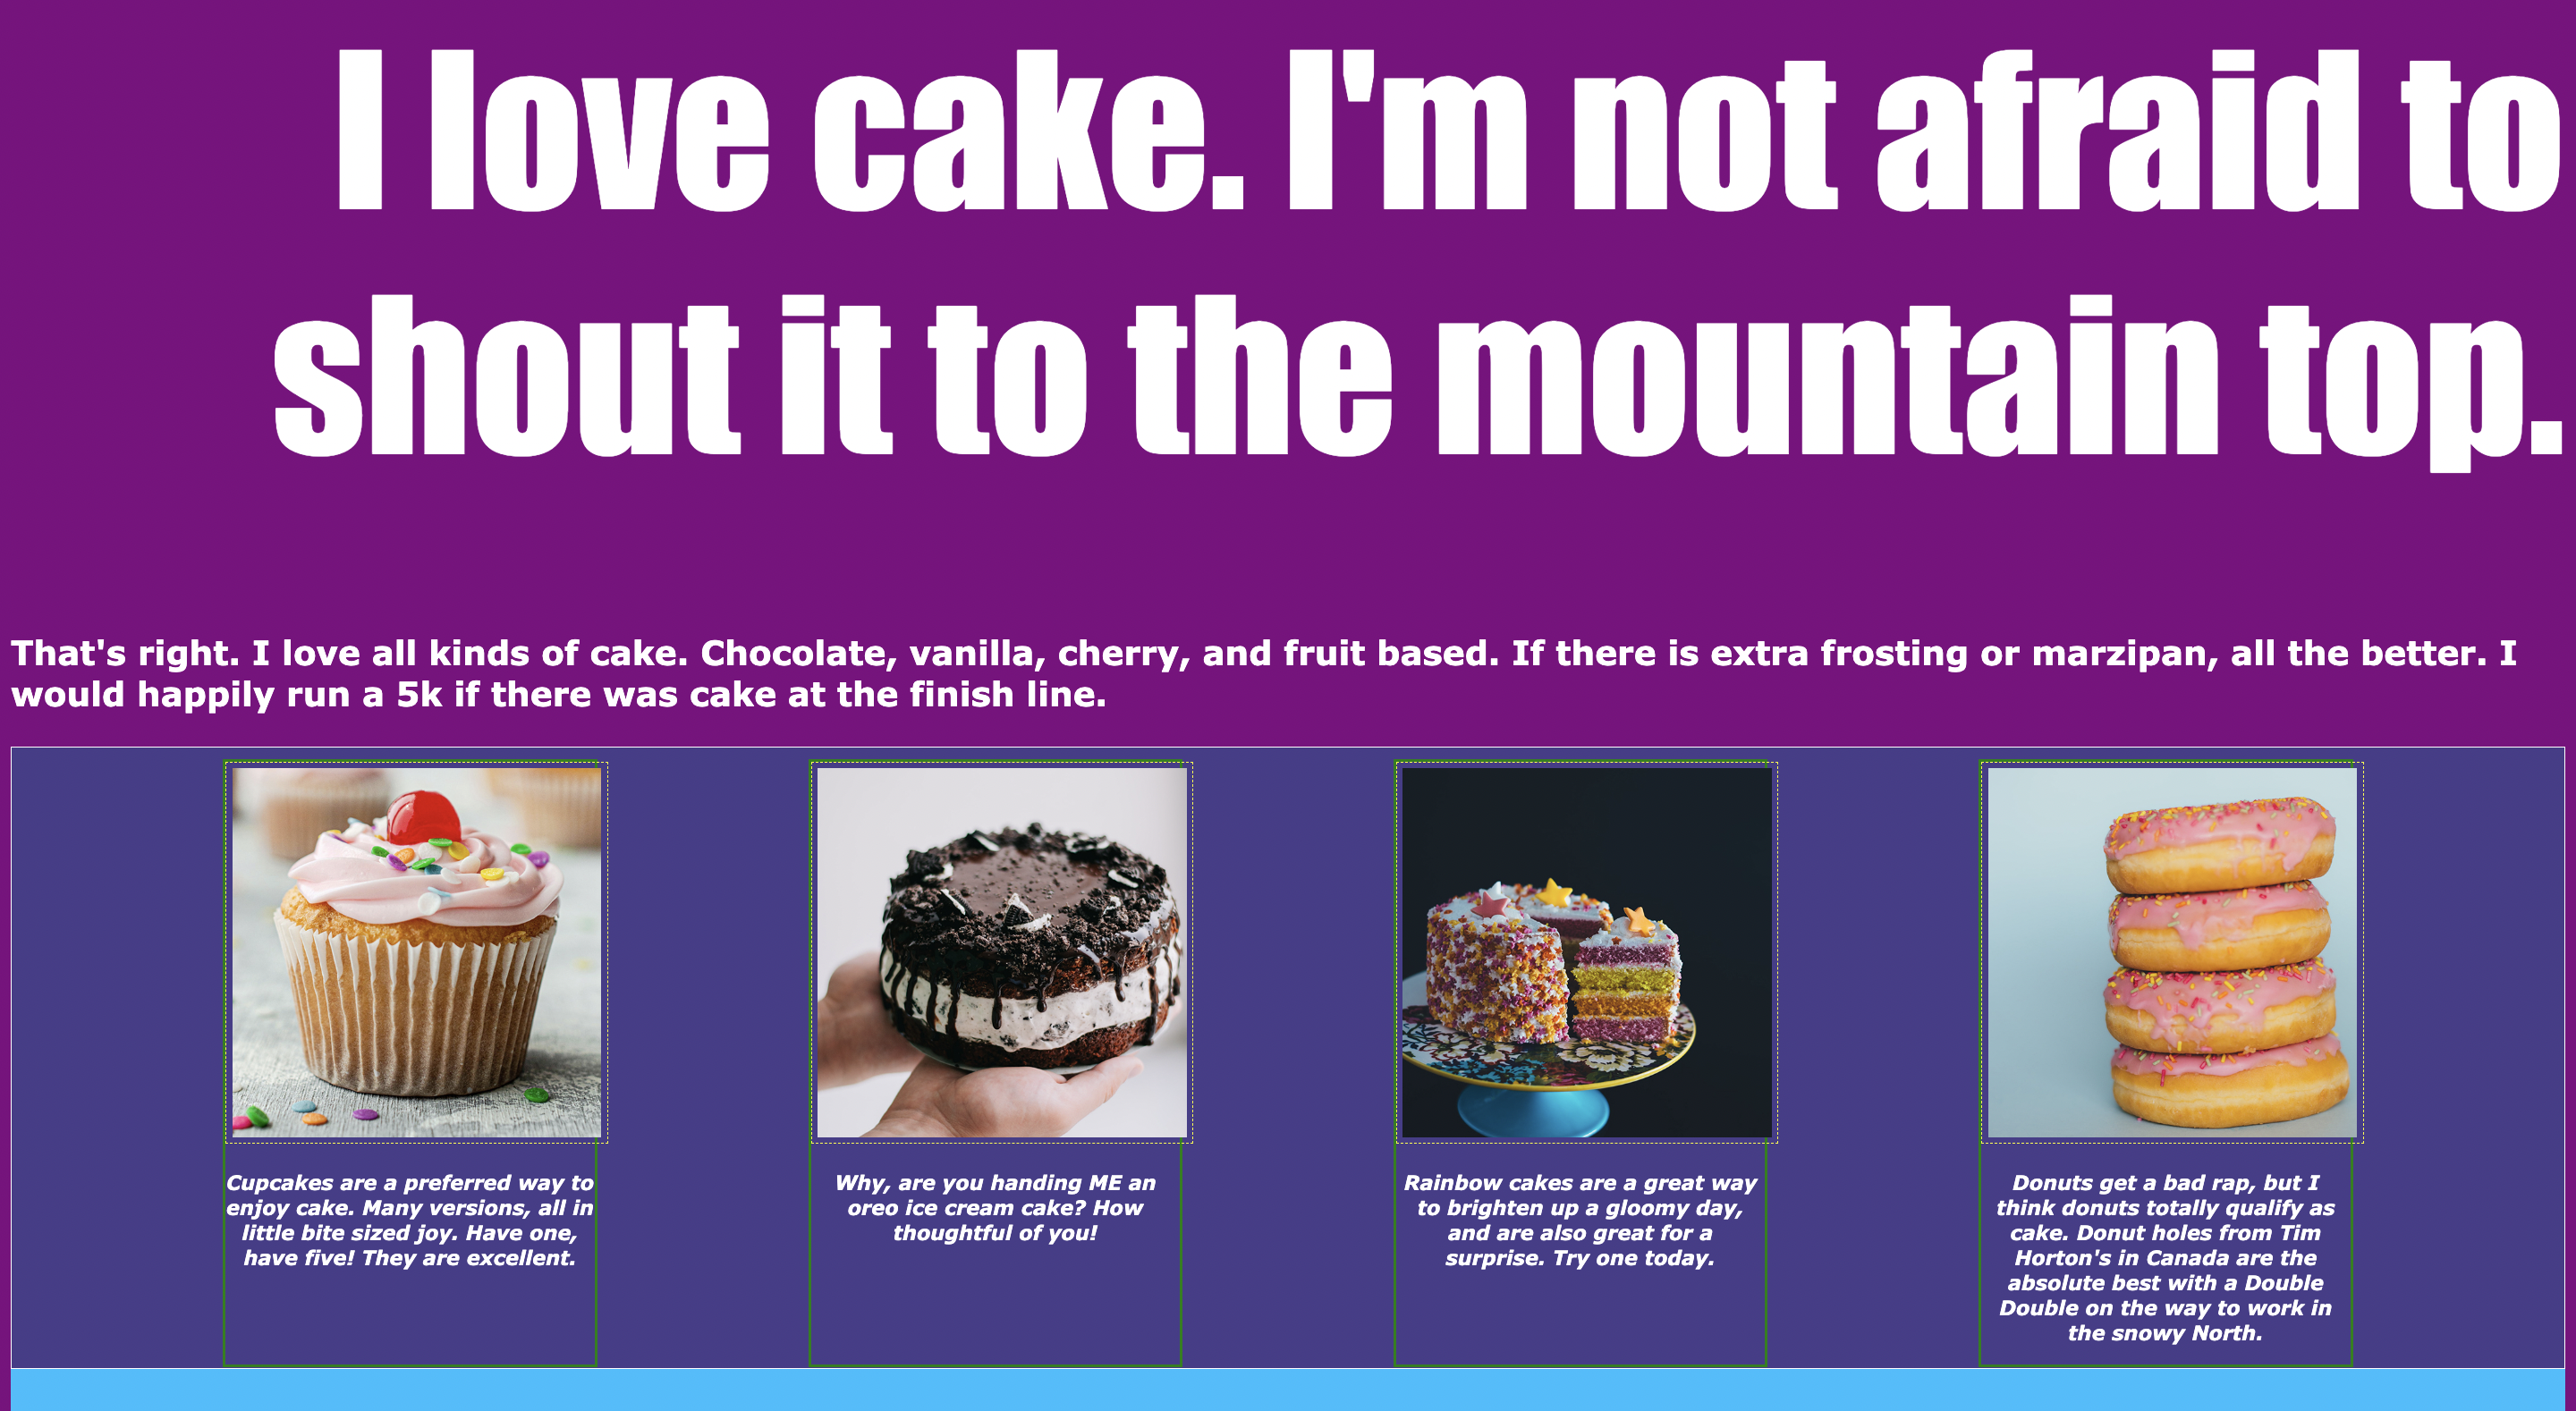 I love cake. I'm not afraid to
shout it to the mountain top.
That's right. I love all kinds of cake. Chocolate, vanilla, cherry, and fruit based. If there is extra frosting or marzipan, all the better. I
would happily run a 5k if there was cake at the finish line.
Cupcakes are a preferred way to
enjoy cake. Many versions, all in
little bite sized joy. Have one,
have five! They are excellent.
Why, are you handing ME an
oreo ice cream cake? How
thoughtful of you!
Rainbow cakes are a great way
to brighten up a gloomy day,
and are also great for a
surprise. Try one today.
Donuts get a bad rap, but I
think donuts totally qualify as
cake. Donut holes from Tim
Horton's in Canada are the
absolute best with a Double
Double on the way to work in
the snowy North.